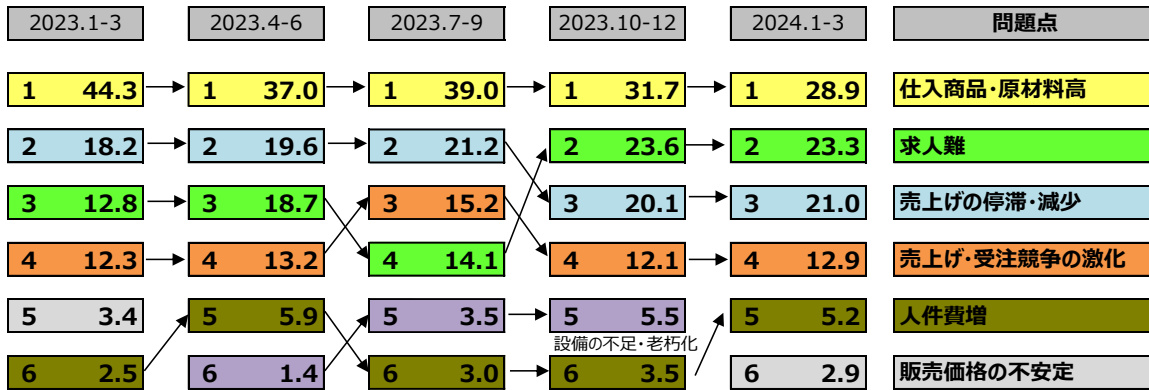 2023.1-3 2023.4-6 2023.7-9 2023.10-12 2024.1-3 問題点
1 44.3 1 37.0 1 39.0 1 31.7 1 28.9 仕入商品・原材料高
2 18.2 2 19.6 2 21.2 2 23.6 2 23.3 求人難
3 12.8 3 18.7 3 15.2 3 20.1 3 21.0 売上げの停滞・減少
4 12.3 4 13.2 4 14.1 4 12.1 4 12.9 売上げ・受注競争の激化
5 3.4 5 5.9 5 3.5 5 5.5 5 5.2 人件費増
設備の不足・老朽化
6 2.5 6 1.4 6 3.0 6 3.5 6 2.9 販売価格の不安定